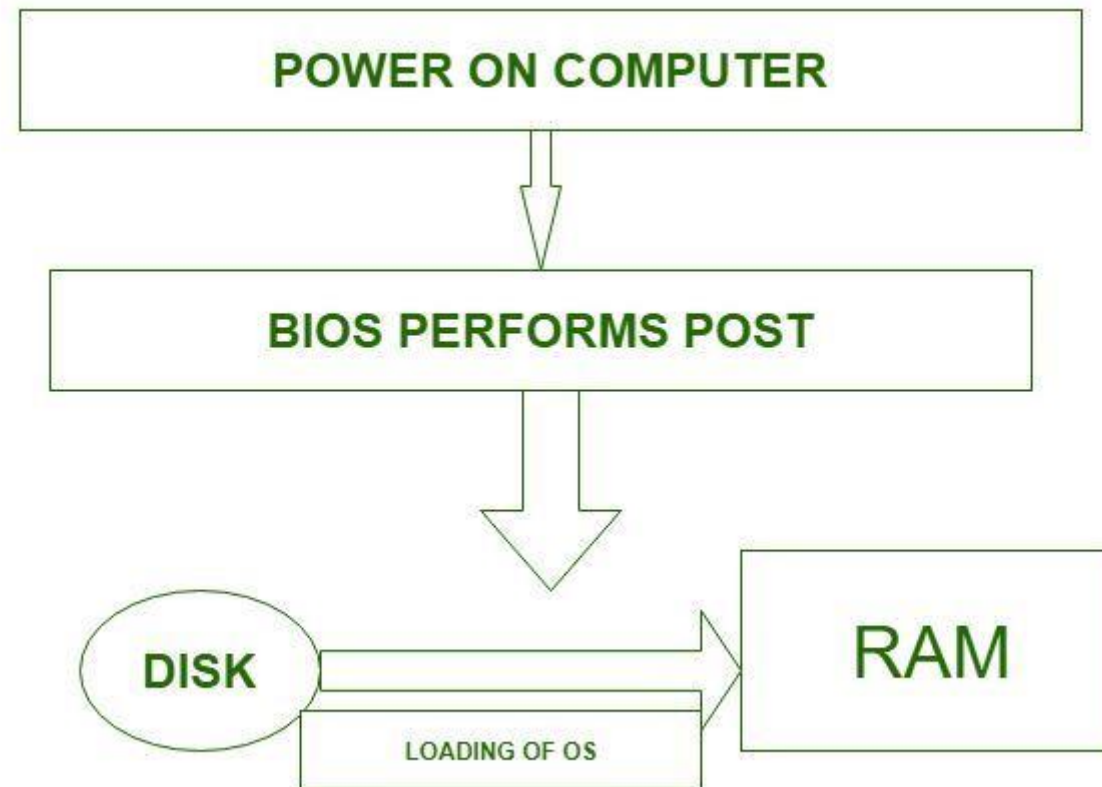 POWER ON COMPUTER
BIOS PERFORMS POST
DISK
RAM
LOADING OF OS